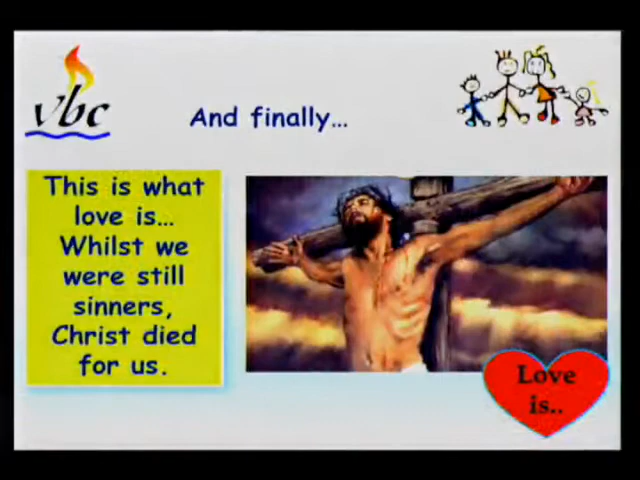 vbc
And finally...
This is what
love is...
Whilst we
were still
sinners,
Christ died
for us.
Love
is..